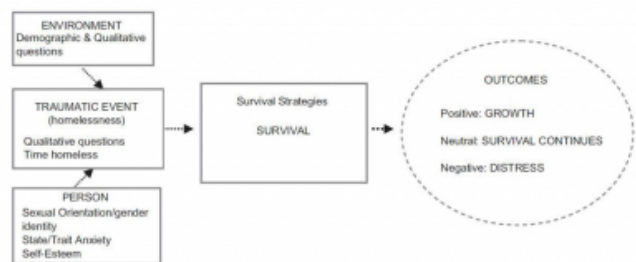 ENVIRONMENT
Demographic & Qualitative
questions
TRAUMATIC EVENT
(homelessness)
Qualitative questions
Time homeless
PERSON
Sexual Orientation/gender
identity
State/Trait Anxiety
Self-Esteem
Survival Strategies
SURVIVAL
OUTCOMES
Positive: GROWTH
Neutral: SURVIVAL CONTINUES
Negative: DISTRESS